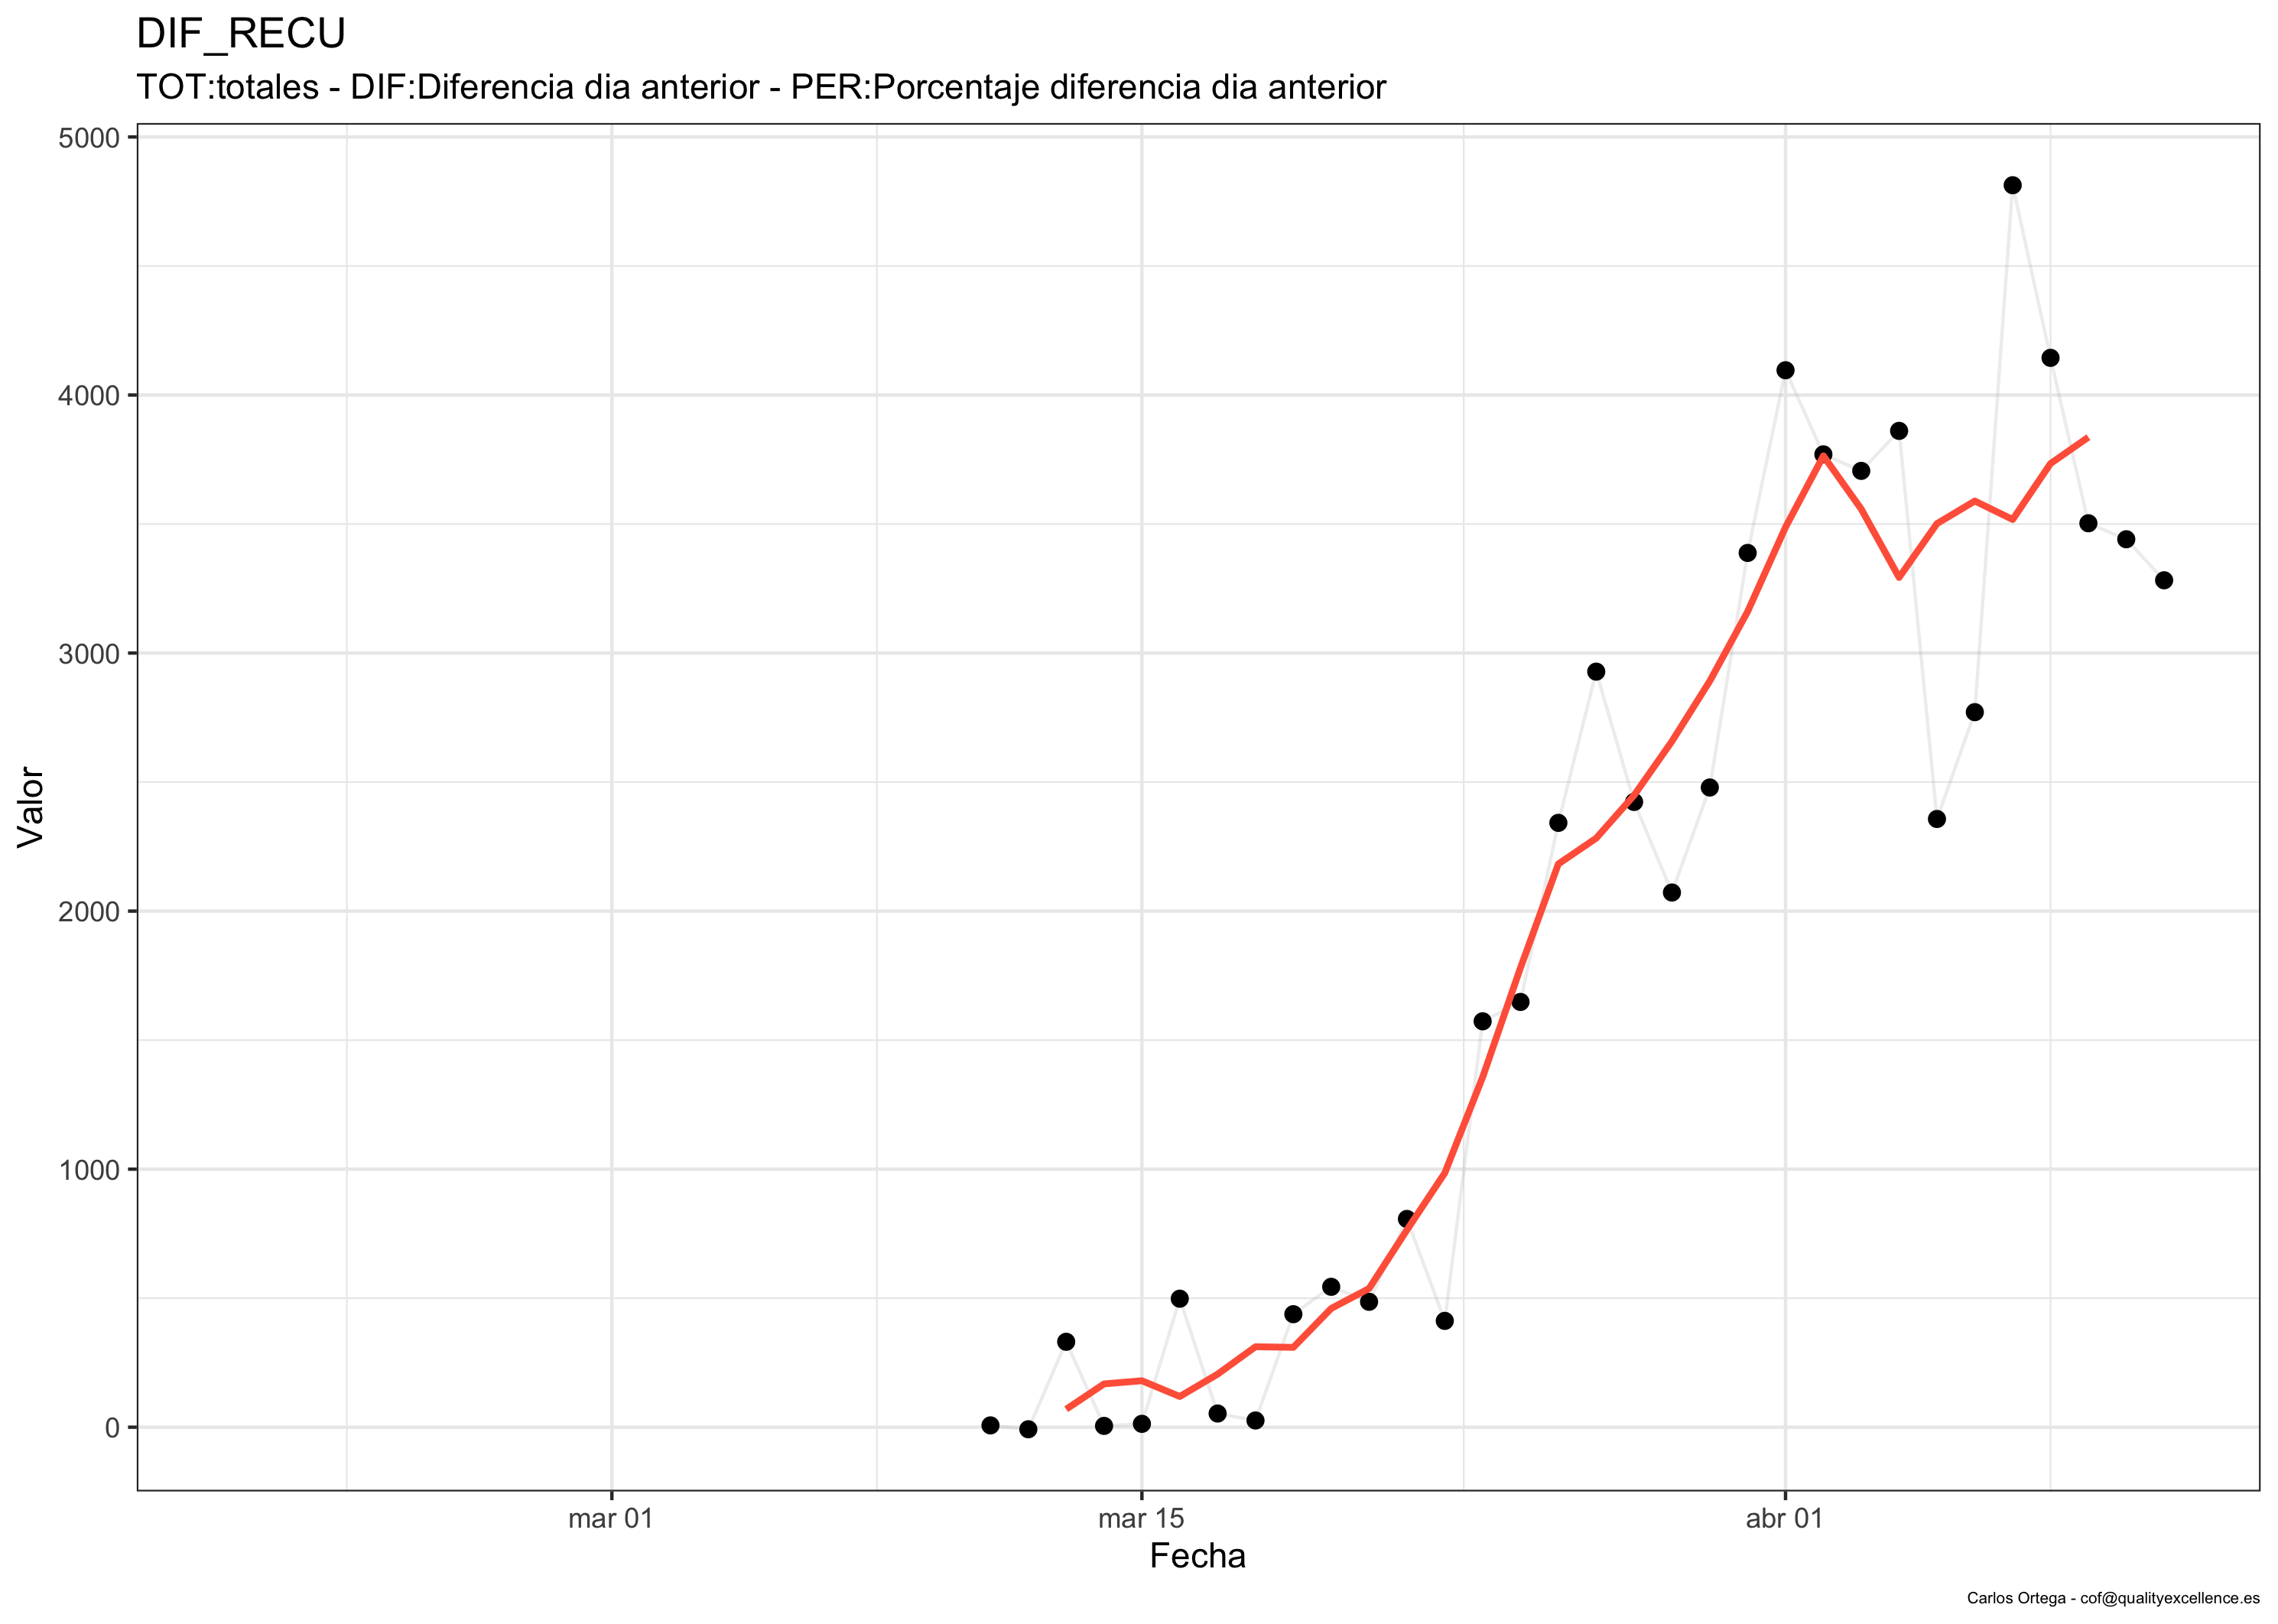 DIF_RECU
TOT:totales - DIF:Diferencia dia anterior - PER:Porcentaje diferencia dia anterior
5000
4000
3000
2000
1000
0
Valor
mar 01
mar 15
abr 01
Fecha
Carlos Ortega - cof@qualityexcellence.es